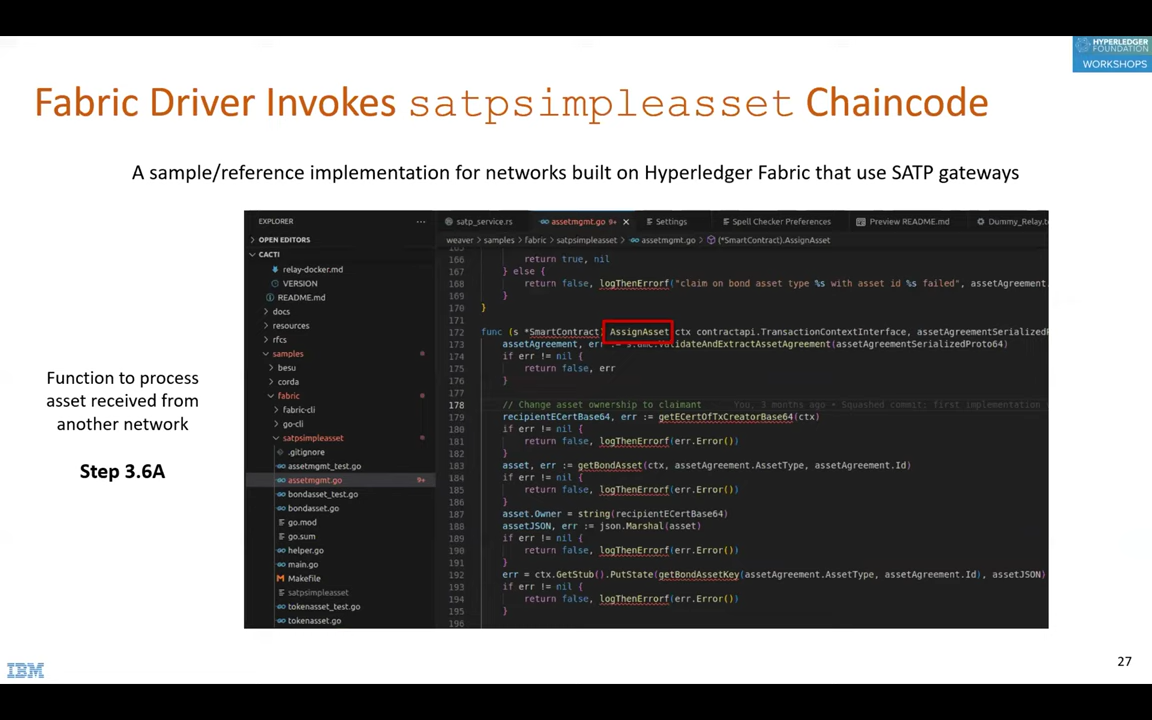 HYPERLEDGER
FOUNDATION
WORKSHOPS
Fabric Driver Invokes satpsimpleasset Chaincode
A sample/reference implementation for networks built on Hyperledger Fabric that use SATP gateways
Function to process
asset received from
another network
Step 3.6A
EXPLORER
OPEN EDITORS
CACTI
relay-docker.md
VERSION
README.md
docs
resources
rfcs
samples
besu
corda
fabric
fabric-cli
go-cli
satpsimpleasset
.gitignore
assetmgmt_test.go
assetmgmt.go 9+
bondasset_test.go
bondasset.go
go.mod
go.sum
helper.go
main.go
Makefile
satpsimpleasset
tokenasset_test.go
tokenasset.go
satp_service.rs assetmgmt.go 9+ Settings Spell Checker Preferences Preview README.md Dummy_Relay.to
weaver > samples > fabric > satpsimpleasset > assetmgmt.go > (*SmartContract).AssignAsset
166 return true, nil
167 } else {
168 return false, logThenErrorf("claim on bond asset type %s with asset id %s failed", assetAgreement.
169 }
170 }
171
172 func (s *SmartContract) AssignAsset(ctx contractapi.TransactionContextInterface, assetAgreementSerializedP
173 assetAgreement, err := s.amc.ValidateAndExtractAssetAgreement(assetAgreementSerializedProto64)
174 if err != nil {
175 return false, err
176 }
177
178 // Change asset ownership to claimant You, 3 months ago • Squashed commit: first implementation
179 recipientECertBase64, err := getECertOfTxCreatorBase64(ctx)
180 if err != nil {
181 return false, logThenErrorf(err.Error())
182 }
183 asset, err := getBondAsset(ctx, assetAgreement.AssetType, assetAgreement.Id)
184 if err != nil {
185 return false, logThenErrorf(err.Error())
186 }
187 asset.Owner = string(recipientECertBase64)
188 assetJSON, err := json.Marshal(asset)
189 if err != nil {
190 return false, logThenErrorf(err.Error())
191 }
192 err = ctx.GetStub().PutState(getBondAssetKey(assetAgreement.AssetType, assetAgreement.Id), assetJSON)
193 if err != nil {
194 return false, logThenErrorf(err.Error())
195 }
196
IBM
27